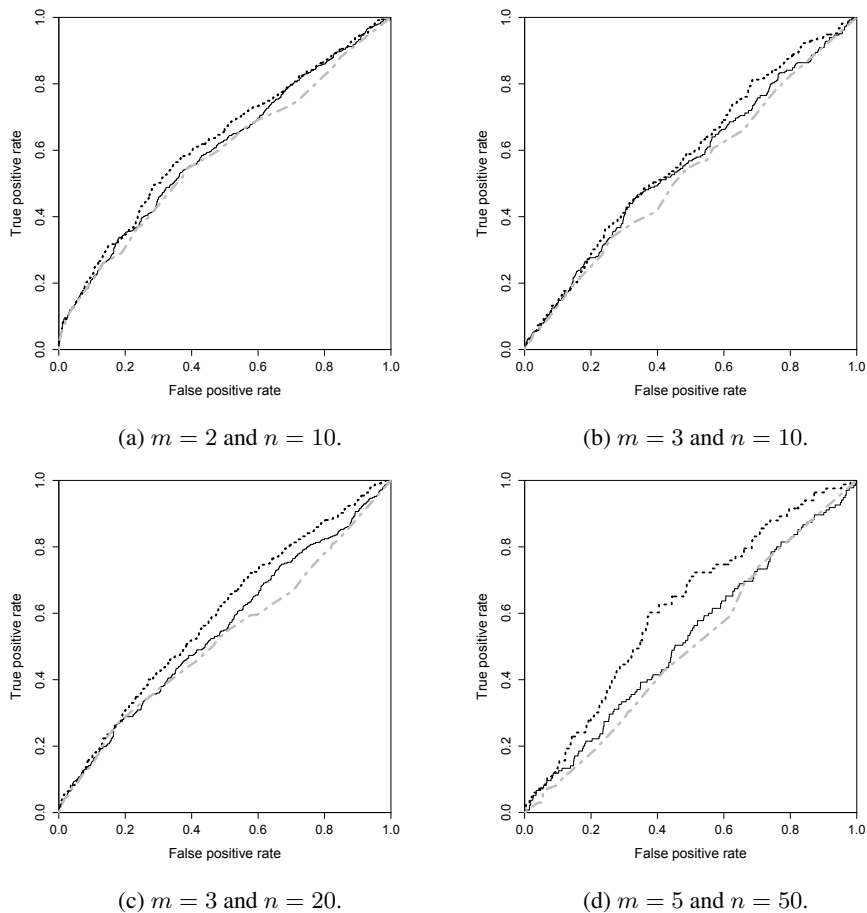 1.0
0.8
0.6
0.4
0.2
0.0
True positive rate
0.0 0.2 0.4 0.6 0.8 1.0
False positive rate
(a) m = 2 and n = 10.
1.0
0.8
0.6
0.4
0.2
0.0
True positive rate
0.0 0.2 0.4 0.6 0.8 1.0
False positive rate
(b) m = 3 and n = 10.
1.0
0.8
0.6
0.4
0.2
0.0
True positive rate
0.0 0.2 0.4 0.6 0.8 1.0
False positive rate
(c) m = 3 and n = 20.
1.0
0.8
0.6
0.4
0.2
0.0
True positive rate
0.0 0.2 0.4 0.6 0.8 1.0
False positive rate
(d) m = 5 and n = 50.